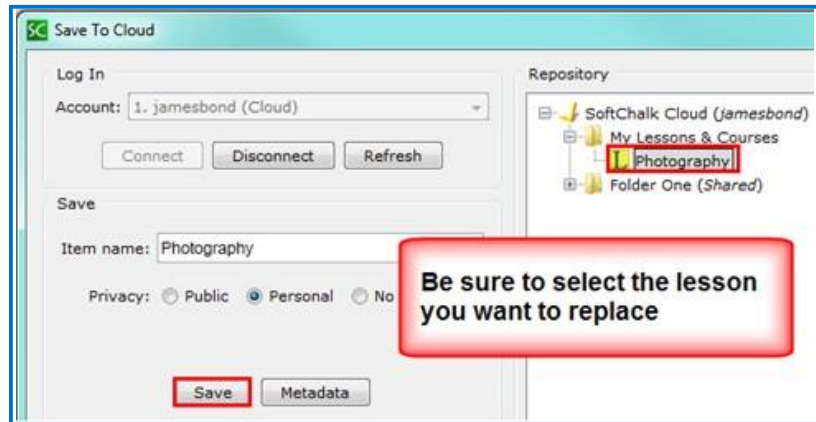 SC Save To Cloud
Log In
Account: 1. jamesbond (Cloud)
Connect Disconnect Refresh
Save
Item name: Photography
Privacy: Public Personal No
Save Metadata
Repository
SoftChalk Cloud (jamesbond)
My Lessons & Courses
L Photography
Folder One (Shared)
Be sure to select the lesson
you want to replace